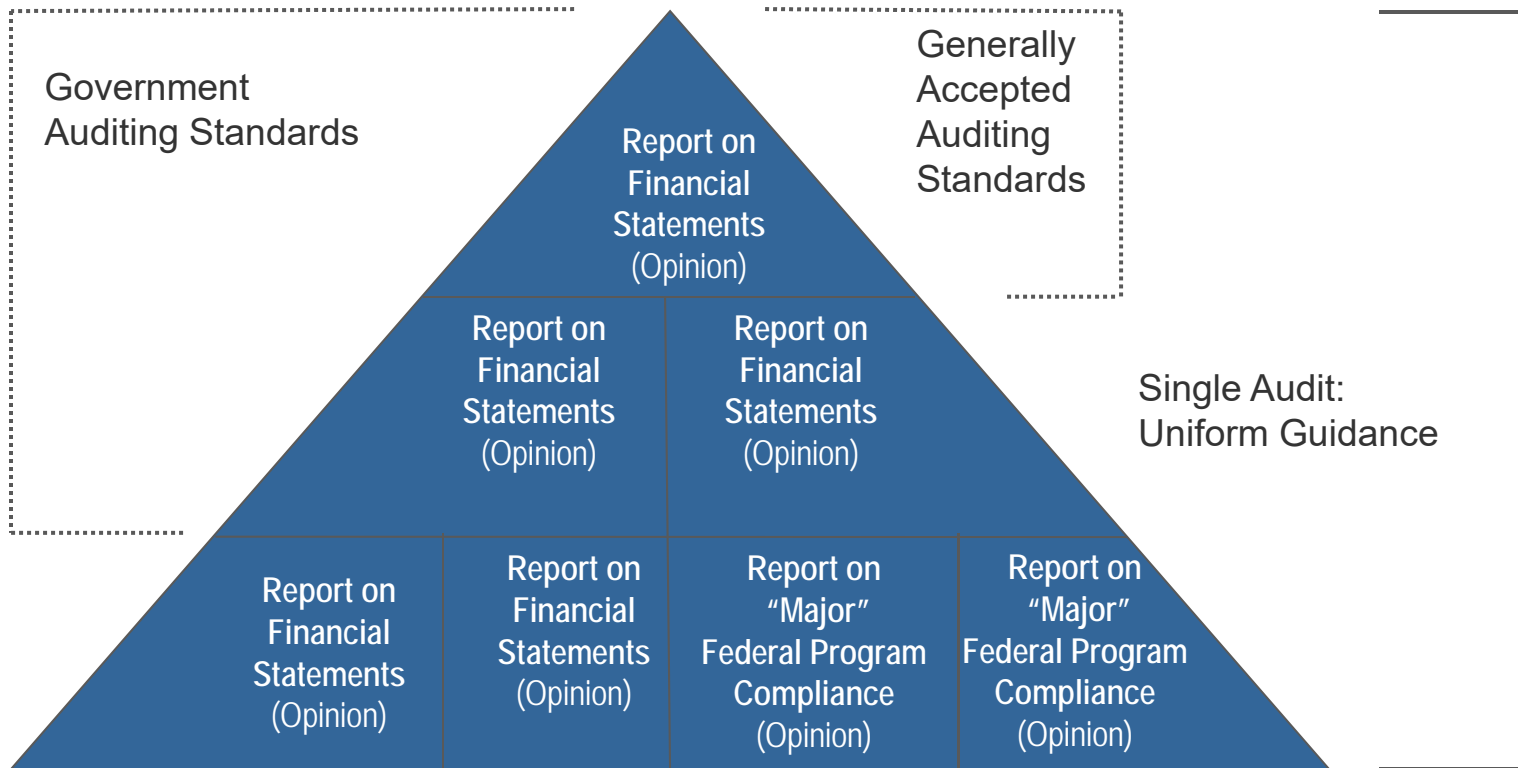 Government
Auditing Standards
Generally
Accepted
Auditing
Standards
Report on
Financial
Statements
(Opinion)
Report on
Financial
Statements
(Opinion)
Report on
Financial
Statements
(Opinion)
Single Audit:
Uniform Guidance
Report on
Financial
Statements
(Opinion)
Report on
Financial
Statements
(Opinion)
Report on
“Major”
Federal Program
Compliance
(Opinion)
Report on
“Major”
Federal Program
Compliance
(Opinion)